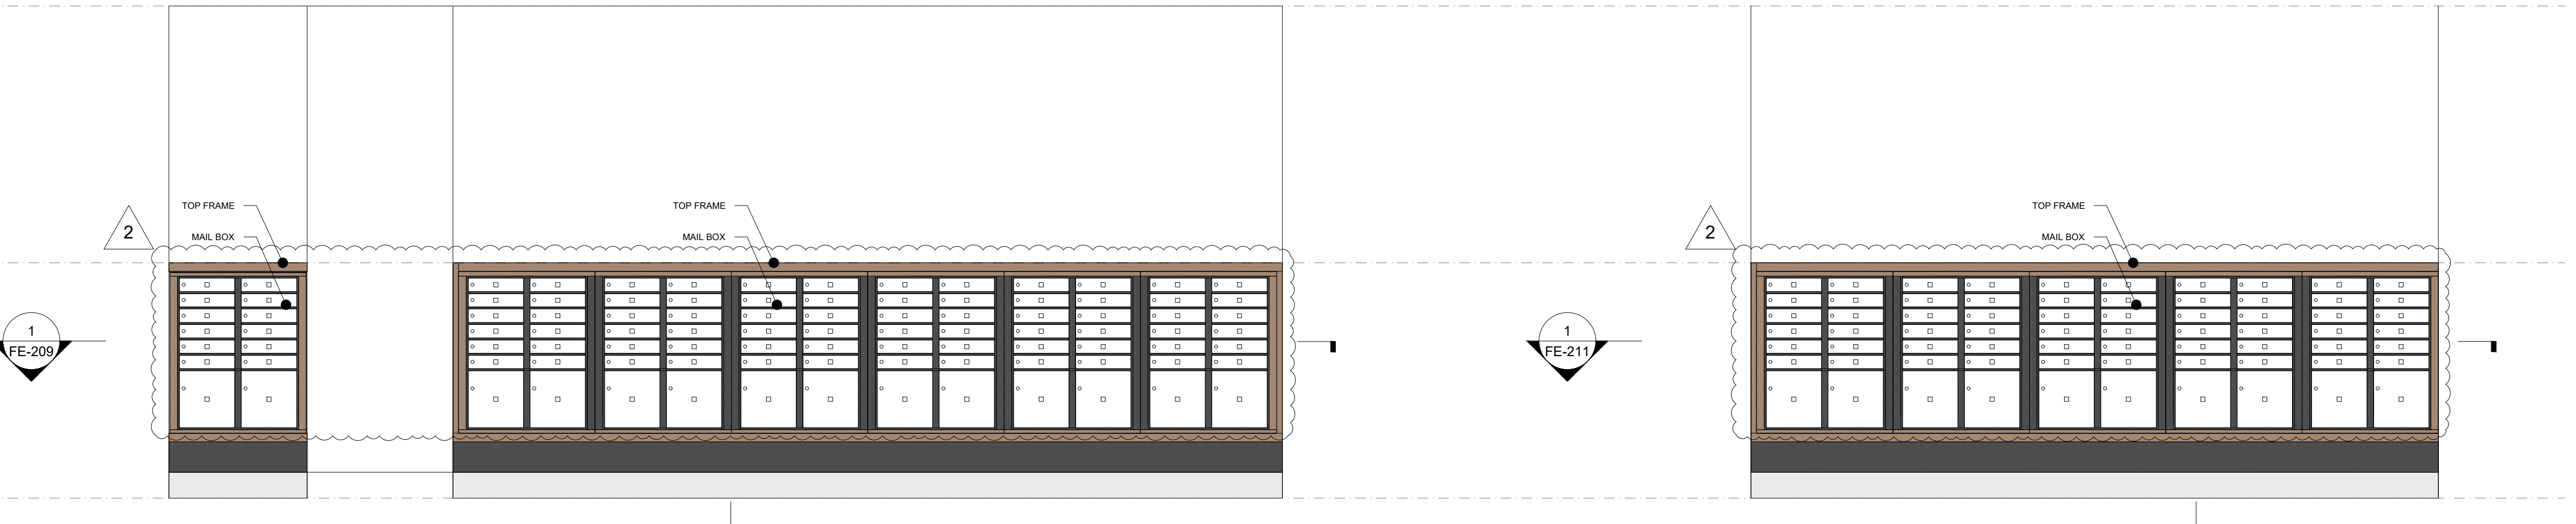 TOP FRAME
MAIL BOX
2
1
FE-209
TOP FRAME
MAIL BOX
1
FE-211
2
TOP FRAME
MAIL BOX